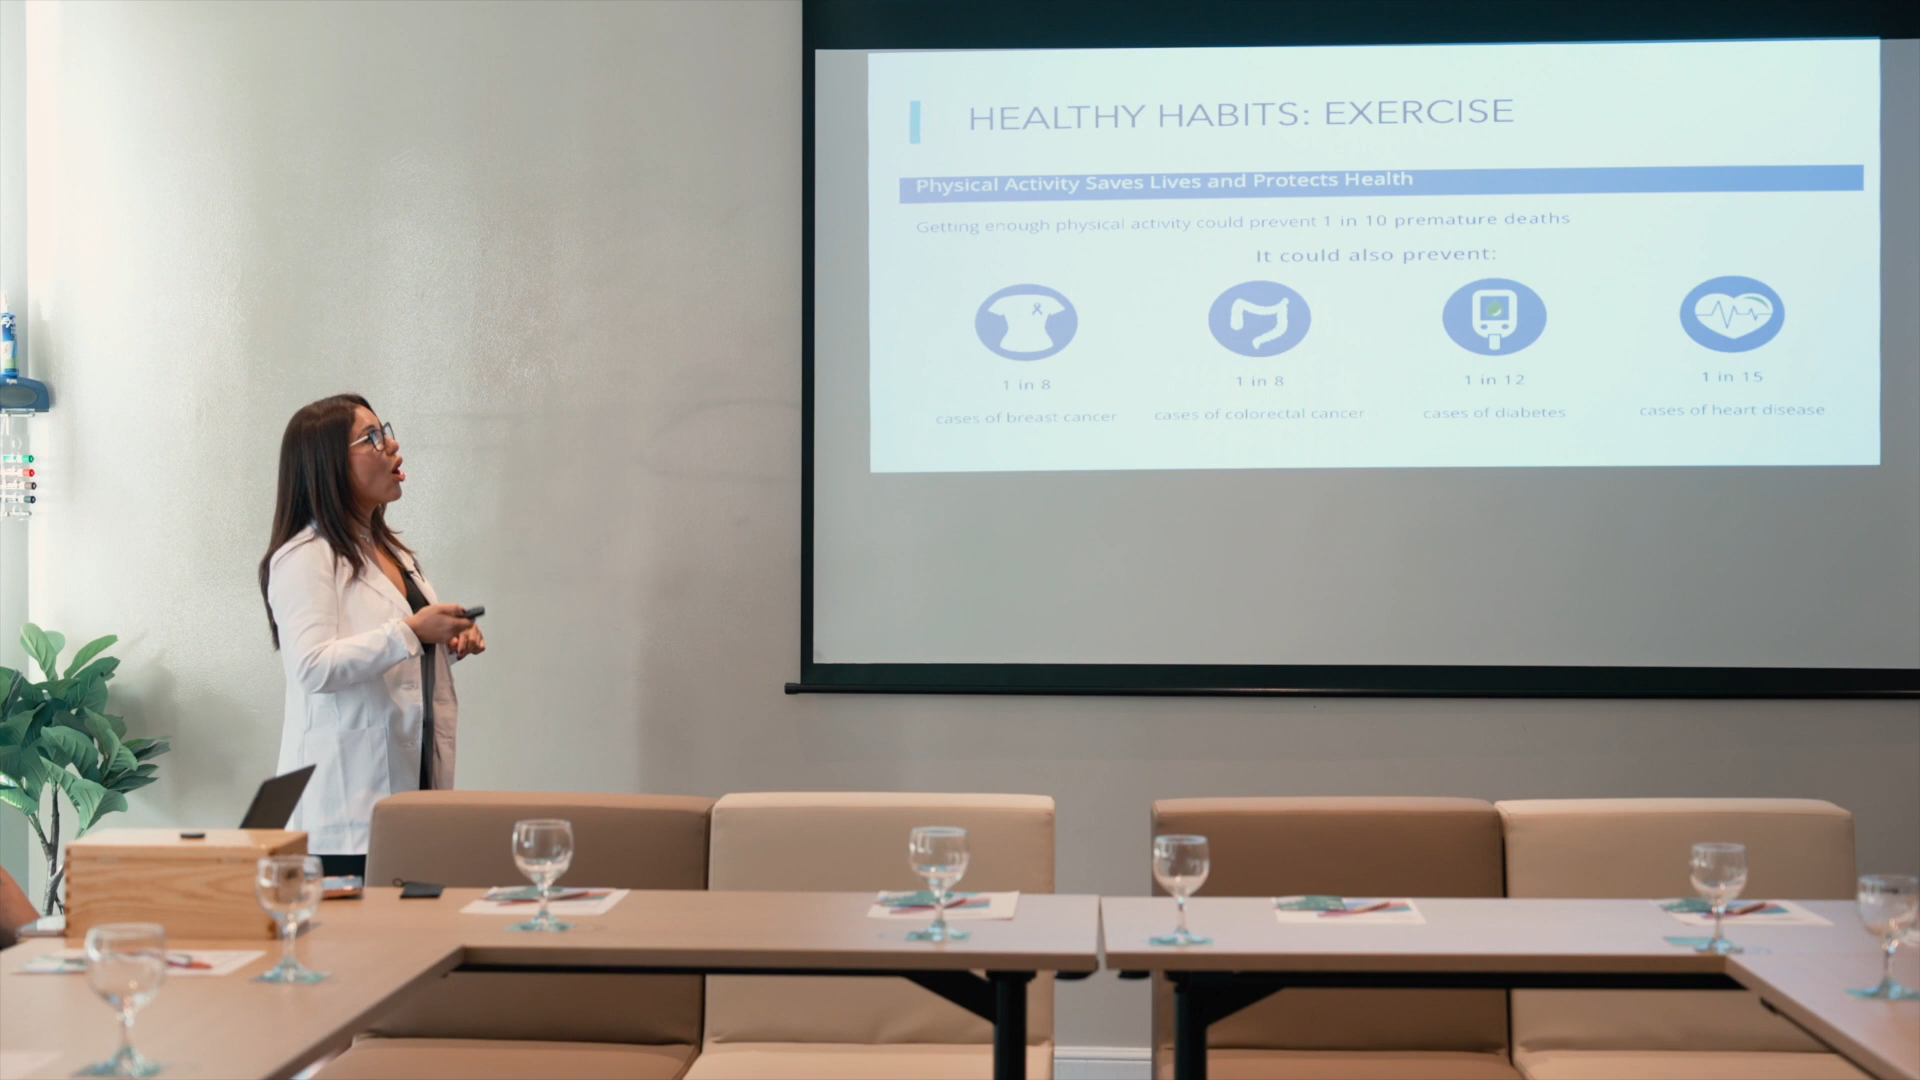 HEALTHY HABITS: EXERCISE
Physical Activity Saves Lives and Protects Health
Getting enough physical activity could prevent 1 in 10 premature deaths
It could also prevent:
1 in 8
cases of breast cancer
1 in 8
cases of colorectal cancer
1 in 12
cases of diabetes
1 in 15
cases of heart disease